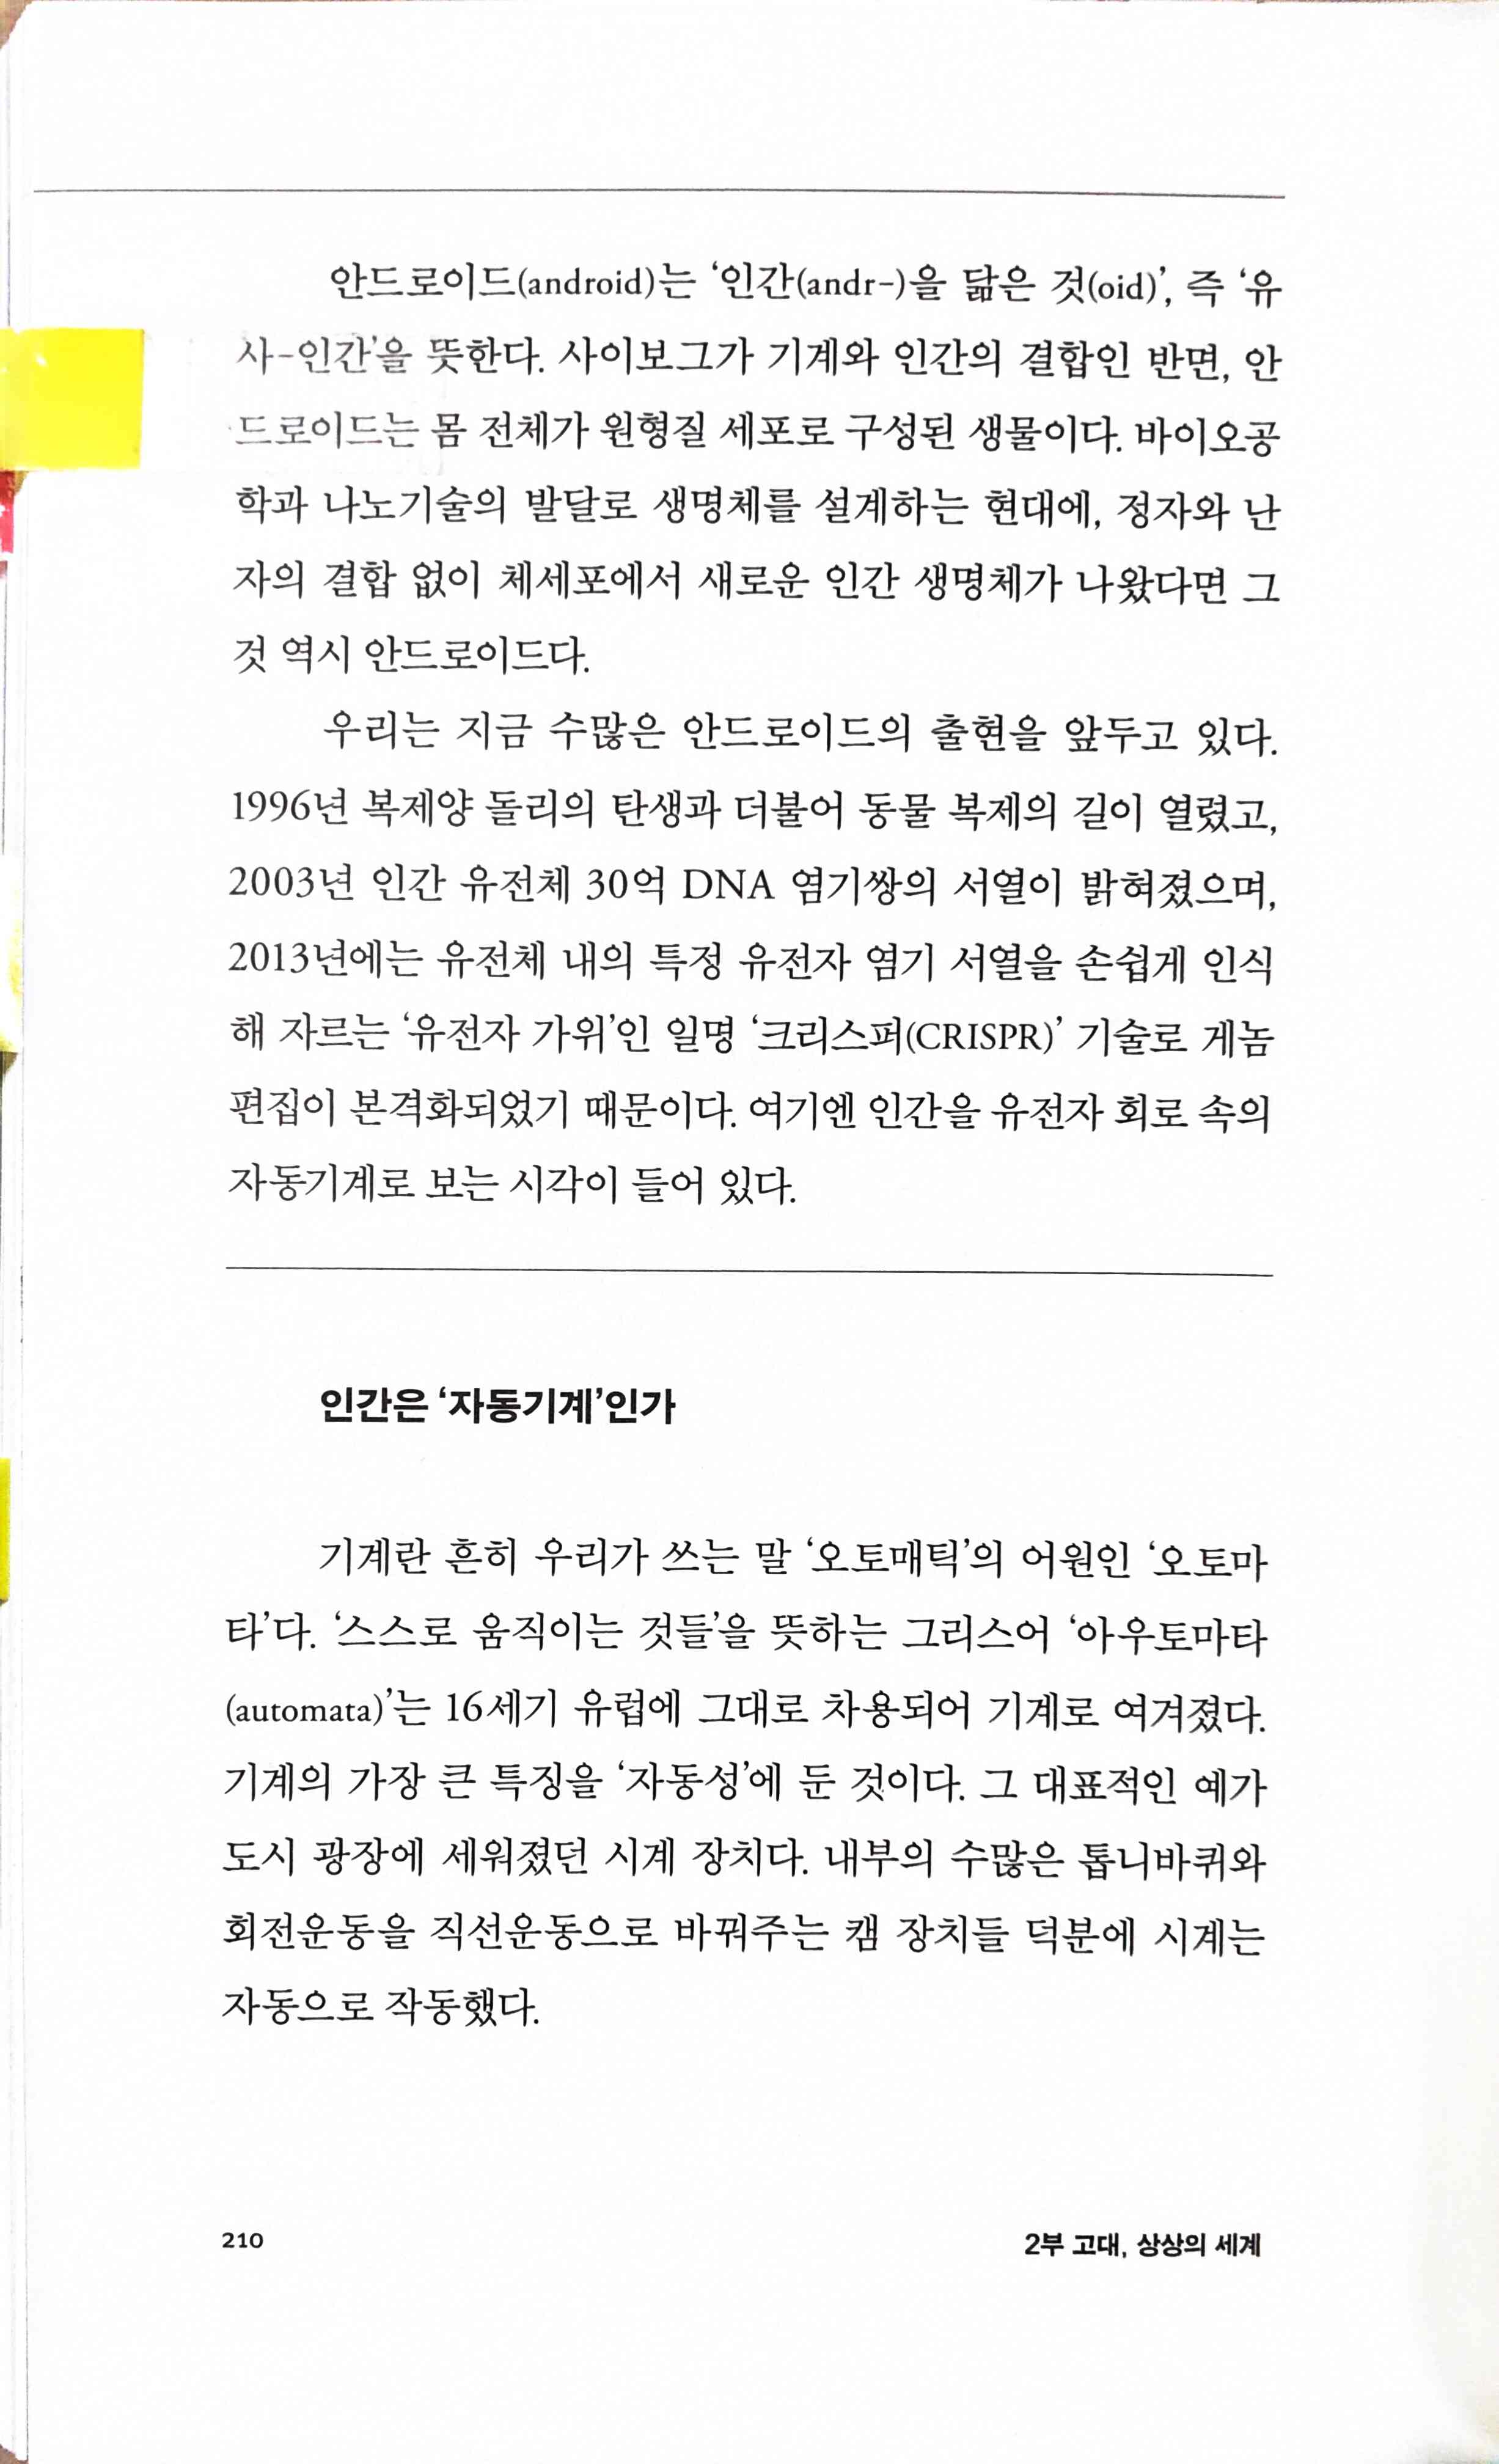 안드로이드(android)는 ‘인간(andr-)을 닮은 것(oid)’, 즉 ‘유
사-인간’을 뜻한다. 사이보그가 기계와 인간의 결합인 반면, 안
드로이드는 몸 전체가 원형질 세포로 구성된 생물이다. 바이오공
학과 나노기술의 발달로 생명체를 설계하는 현대에, 정자와 난
자의 결합 없이 체세포에서 새로운 인간 생명체가 나왔다면 그
것 역시 안드로이드다.
우리는 지금 수많은 안드로이드의 출현을 앞두고 있다.
1996년 복제양 돌리의 탄생과 더불어 동물 복제의 길이 열렸고,
2003년 인간 유전체 30억 DNA 염기쌍의 서열이 밝혀졌으며,
2013년에는 유전체 내의 특정 유전자 염기 서열을 손쉽게 인식
해 자르는 ‘유전자 가위’인 일명 ‘크리스퍼(CRISPR)’ 기술로 게놈
편집이 본격화되었기 때문이다. 여기엔 인간을 유전자 회로 속의
자동기계로 보는 시각이 들어 있다.
인간은 ‘자동기계’인가
기계란 흔히 우리가 쓰는 말 ‘오토매틱’의 어원인 ‘오토마
타’다. ‘스스로 움직이는 것들’을 뜻하는 그리스어 ‘아우토마타
(automata)’는 16세기 유럽에 그대로 차용되어 기계로 여겨졌다.
기계의 가장 큰 특징을 ‘자동성’에 둔 것이다. 그 대표적인 예가
도시 광장에 세워졌던 시계 장치다. 내부의 수많은 톱니바퀴와
회전운동을 직선운동으로 바꿔주는 캠 장치들 덕분에 시계는
자동으로 작동했다.
210
2부 고대, 상상의 세계